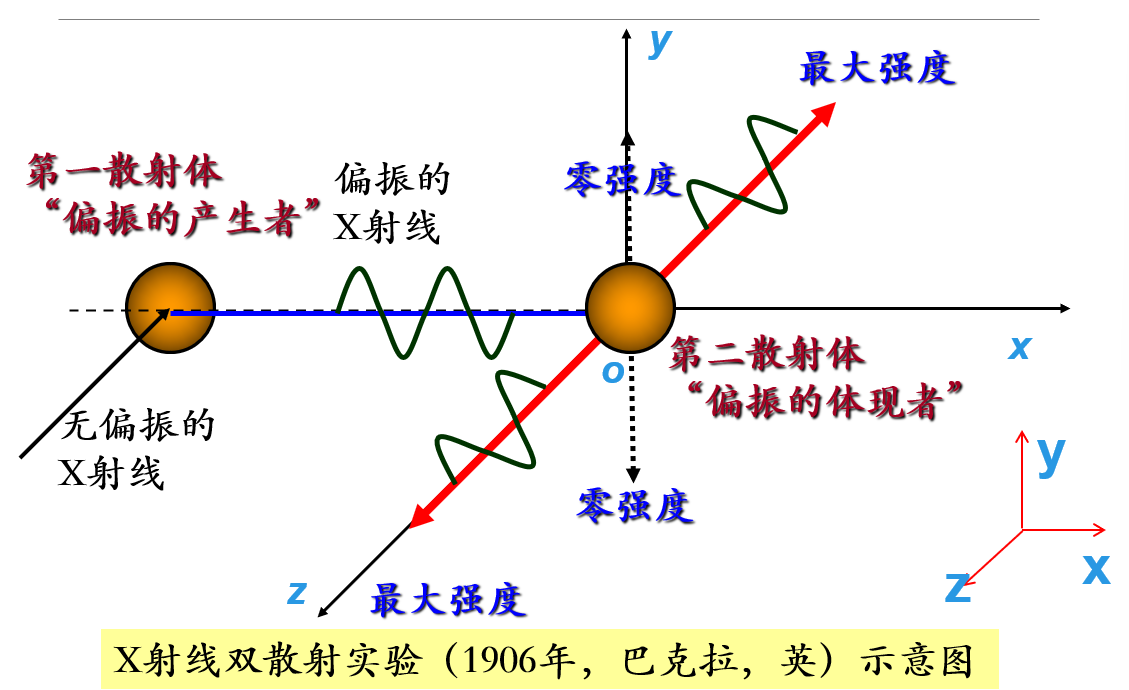 y
最大强度
第一散射体
“偏振的产生者”
偏振的
X射线
零强度
x
o
第二散射体
“偏振的体现者”
无偏振的
X射线
零强度
z
最大强度
y
x
z
X射线双散射实验（1906年，巴克拉，英）示意图